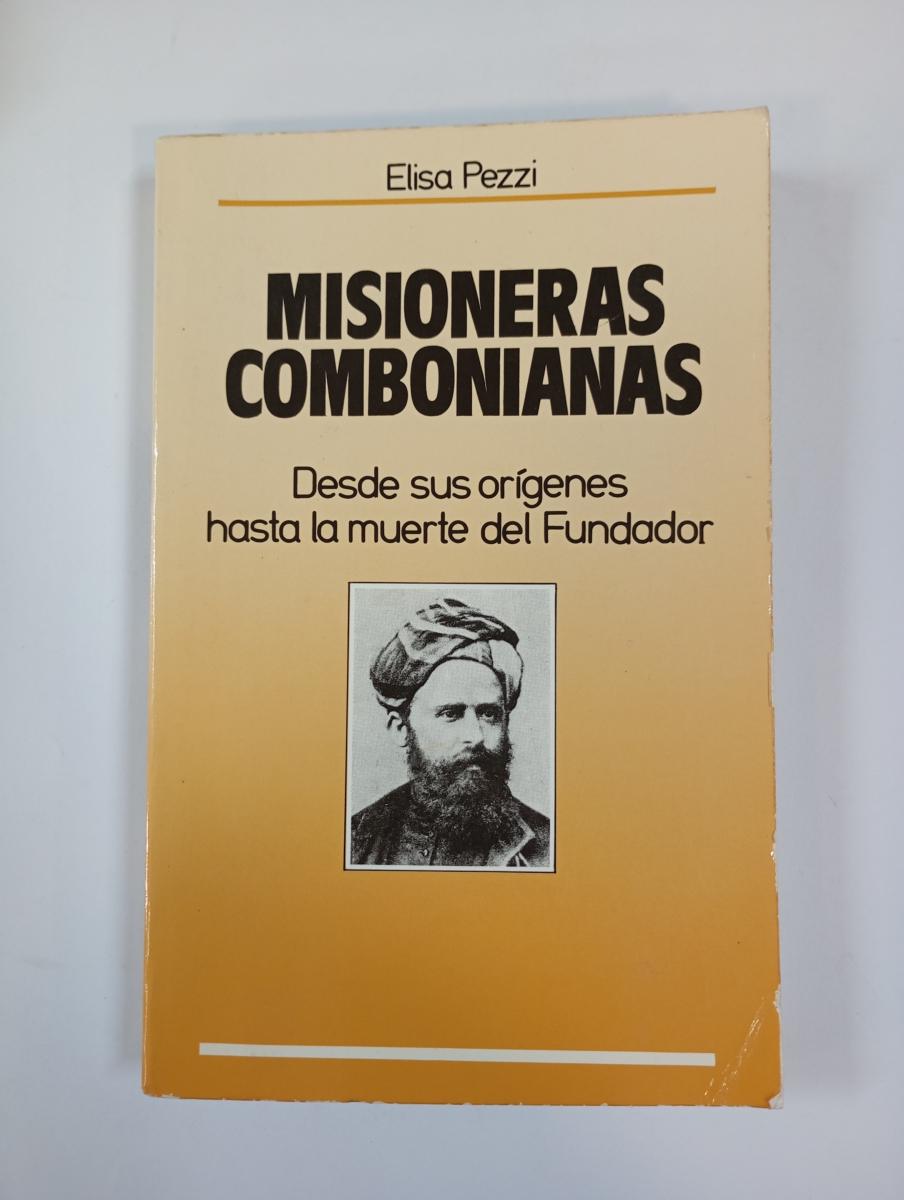 Elisa Pezzi
MISIONERAS
COMBONIANAS
Desde sus orígenes
hasta la muerte del Fundador